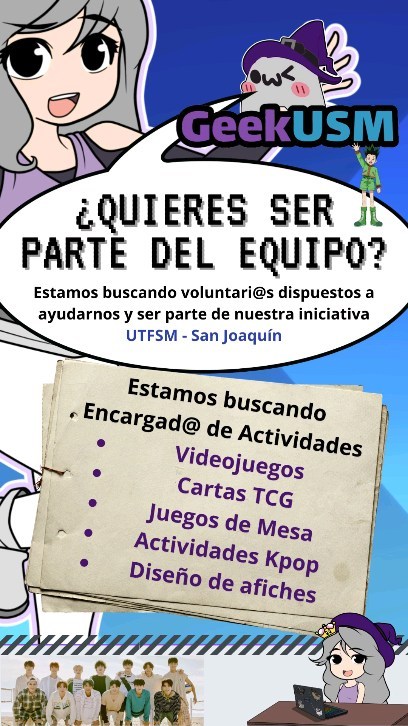 GeekUSM
¿QUIERES SER
PARTE DEL EQUIPO?
Estamos buscando voluntari@s dispuestos a
ayudarnos y ser parte de nuestra iniciativa
UTFSM - San Joaquín
Estamos buscando
Encargad@ de Actividades
• Videojuegos
• Cartas TCG
• Juegos de Mesa
• Actividades Kpop
• Diseño de afiches